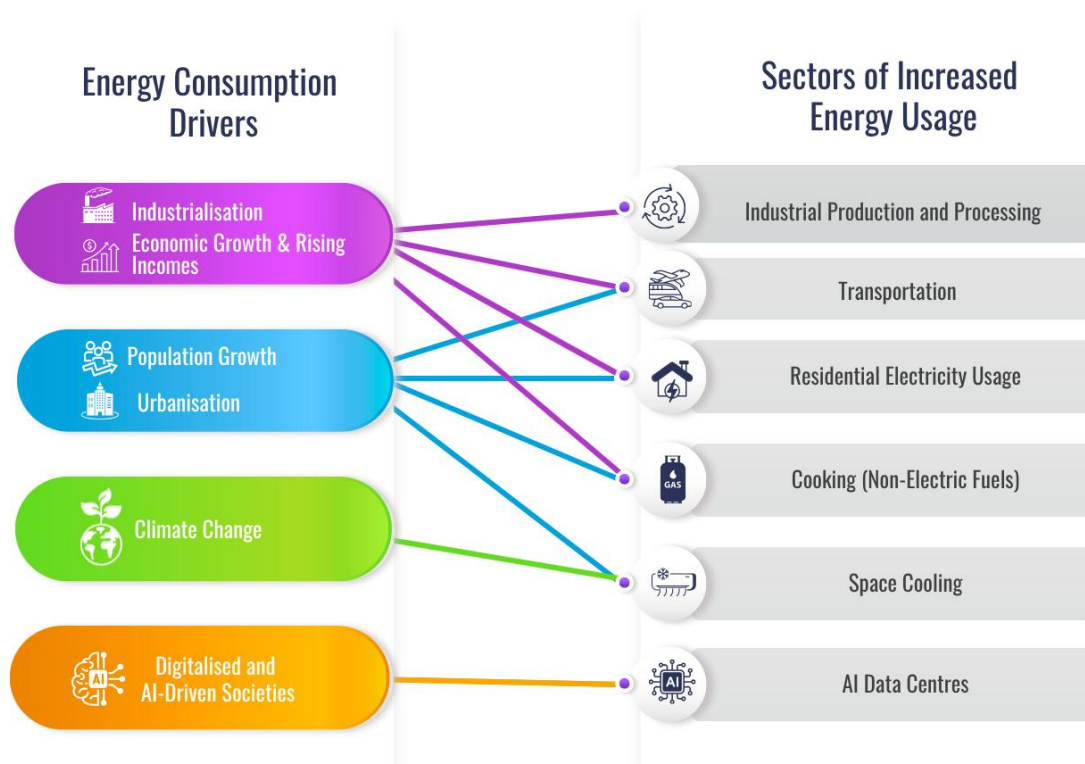 Energy Consumption
Drivers
Sectors of Increased
Energy Usage
Industrialisation
Economic Growth & Rising
Incomes
Population Growth
Urbanisation
Climate Change
AI
Digitalised and
AI-Driven Societies
Industrial Production and Processing
Transportation
Residential Electricity Usage
GAS
Cooking (Non-Electric Fuels)
Space Cooling
AI
AI Data Centres